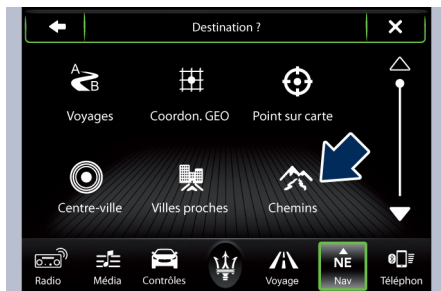 Destination ?
A
B
Voyages
Coordon. GEO
Point sur carte
Centre-ville
Villes proches
Chemins
NE
Radio
Média
Contrôles
Voyage
Nav
Téléphon